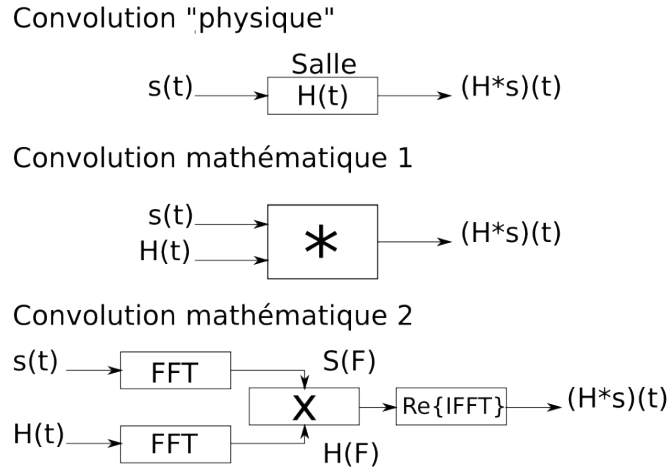 Convolution "physique"
Salle
s(t)
H(t)
(H*s)(t)
Convolution mathématique 1
s(t)
H(t)
*
(H*s)(t)
Convolution mathématique 2
s(t)
FFT
S(F)
X
Re{IFFT}
(H*s)(t)
H(t)
FFT
H(F)